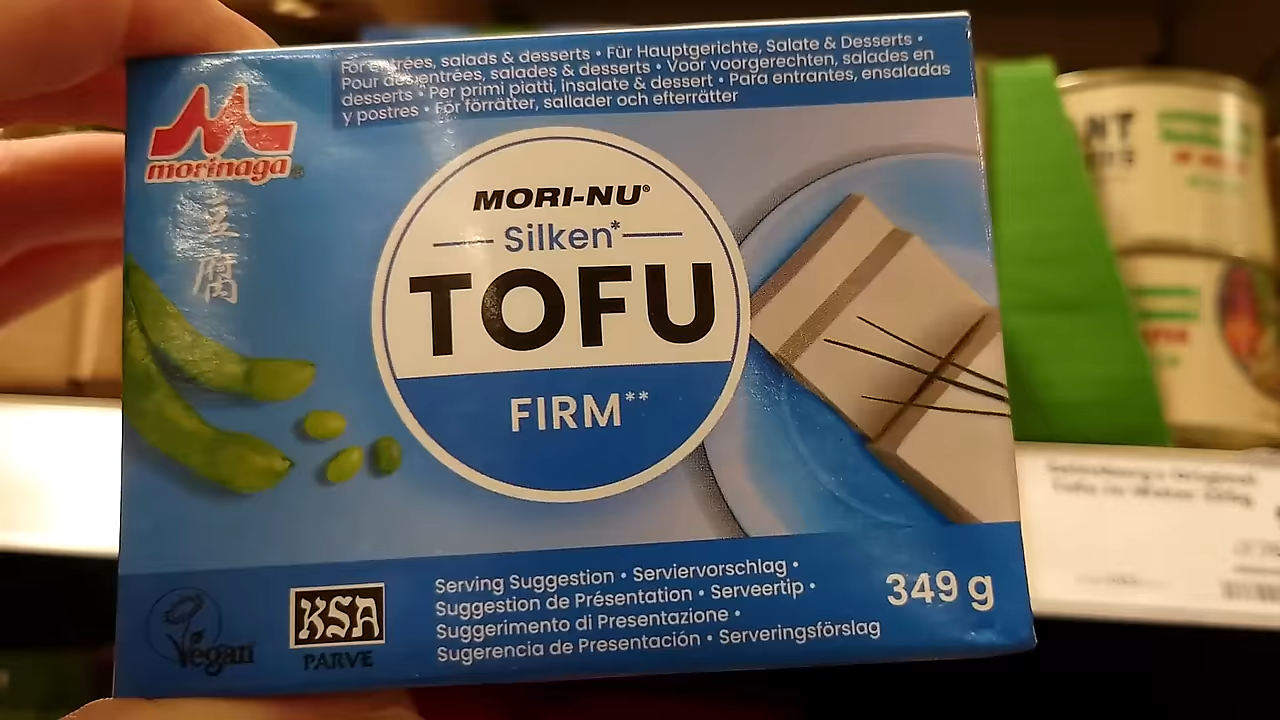 For entrées, salads & desserts • Für Hauptgerichte, Salate & Desserts •
Pour des entrées, salades & desserts • Voor voorgerechten, salades en
desserts • Per primi piatti, insalate & dessert • Para entrantes, ensaladas
y postres • För förrätter, sallader och efterrätter
morinaga®
豆
腐
MORI-NU®
Silken*
TOFU
FIRM**
Serving Suggestion • Serviervorschlag •
Suggestion de Présentation • Serveertip •
Suggerimento di Presentazione •
Sugerencia de Presentación • Serveringsförslag
349 g
Vegan
KSA
PARVE